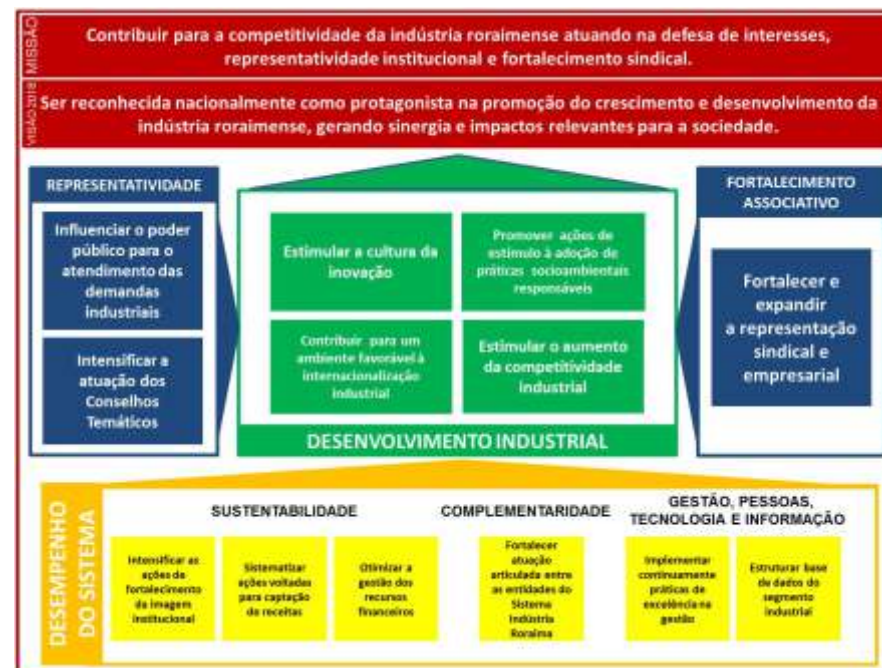 MISSÃO
Contribuir para a competitividade da indústria roraimense atuando na defesa de interesses,
representatividade institucional e fortalecimento sindical.
VISÃO 2018
Ser reconhecida nacionalmente como protagonista na promoção do crescimento e desenvolvimento da
indústria roraimense, gerando sinergia e impactos relevantes para a sociedade.
REPRESENTATIVIDADE
Influenciar o poder
público para o
atendimento das
demandas
industriais
Intensificar a
atuação dos
Conselhos
Temáticos
Estimular a cultura da
inovação
Promover ações de
estímulo à adoção de
práticas socioambientais
responsáveis
Contribuir para um
ambiente favorável à
internacionalização
industrial
Estimular o aumento
da competitividade
industrial
DESENVOLVIMENTO INDUSTRIAL
FORTALECIMENTO
ASSOCIATIVO
Fortalecer e
expandir
a representação
sindical e
empresarial
DESEMPENHO
DO SISTEMA
SUSTENTABILIDADE
Intensificar as
ações de
fortalecimento
da imagem
institucional
Sistematizar
ações voltadas
para captação
de receitas
Otimizar a
gestão dos
recursos
financeiros
COMPLEMENTARIDADE
Fortalecer
atuação
articulada entre
as entidades do
Sistema
Indústria
Roraima
GESTÃO, PESSOAS,
TECNOLOGIA E INFORMAÇÃO
Implementar
continuamente
práticas de
excelência na
gestão
Estruturar base
de dados do
segmento
industrial